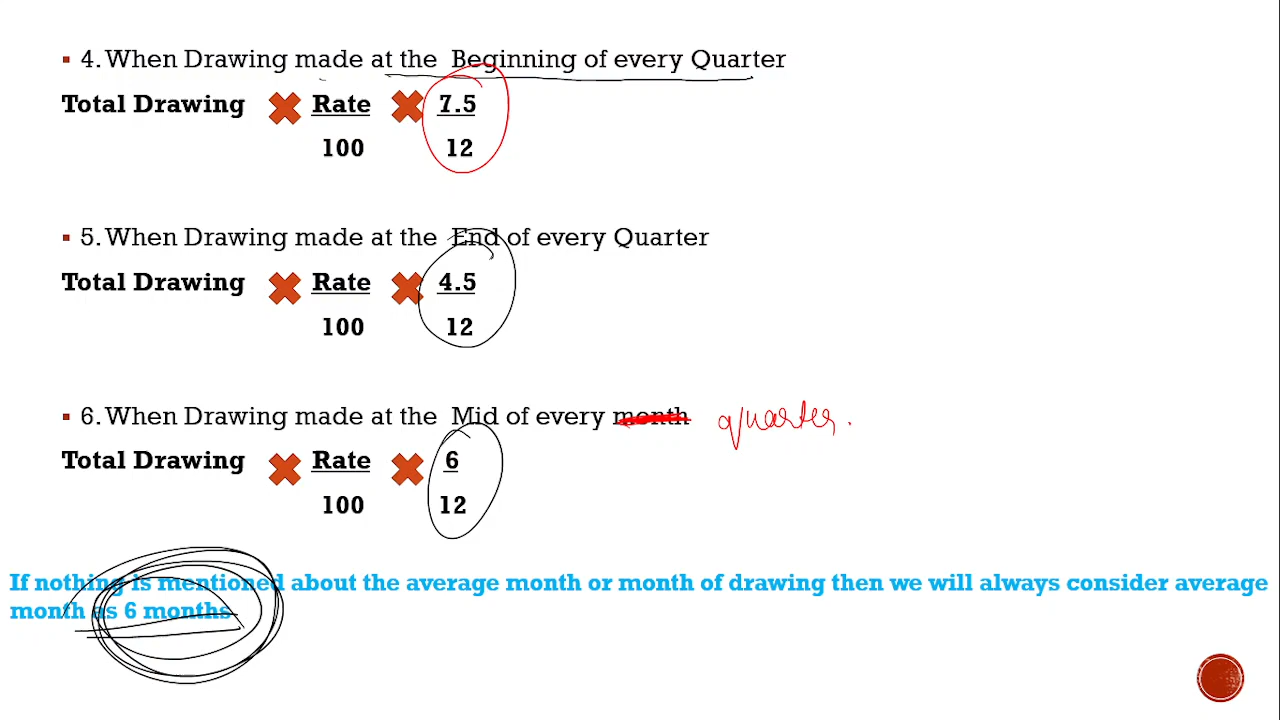 ▪ 4. When Drawing made at the Beginning of every Quarter
Total Drawing ✖ Rate ✖ 7.5
100 12
▪ 5. When Drawing made at the End of every Quarter
Total Drawing ✖ Rate ✖ 4.5
100 12
▪ 6. When Drawing made at the Mid of every month quarter.
Total Drawing ✖ Rate ✖ 6
100 12
If nothing is mentioned about the average month or month of drawing then we will always consider average
month as 6 months